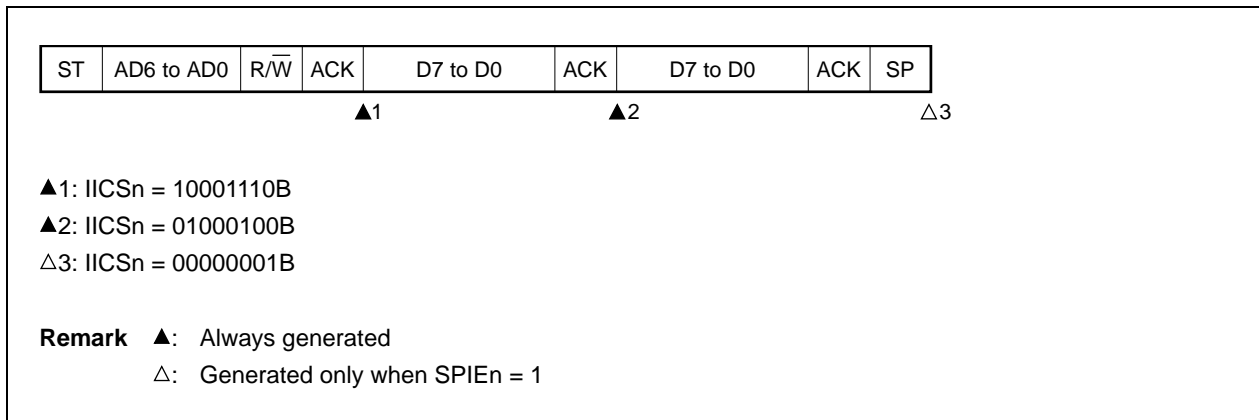 ST AD6 to AD0 R/W̅ ACK D7 to D0 ACK D7 to D0 ACK SP
▲1 ▲2 △3
▲1: IICSn = 10001110B
▲2: IICSn = 01000100B
△3: IICSn = 00000001B
Remark ▲: Always generated
△: Generated only when SPIEn = 1